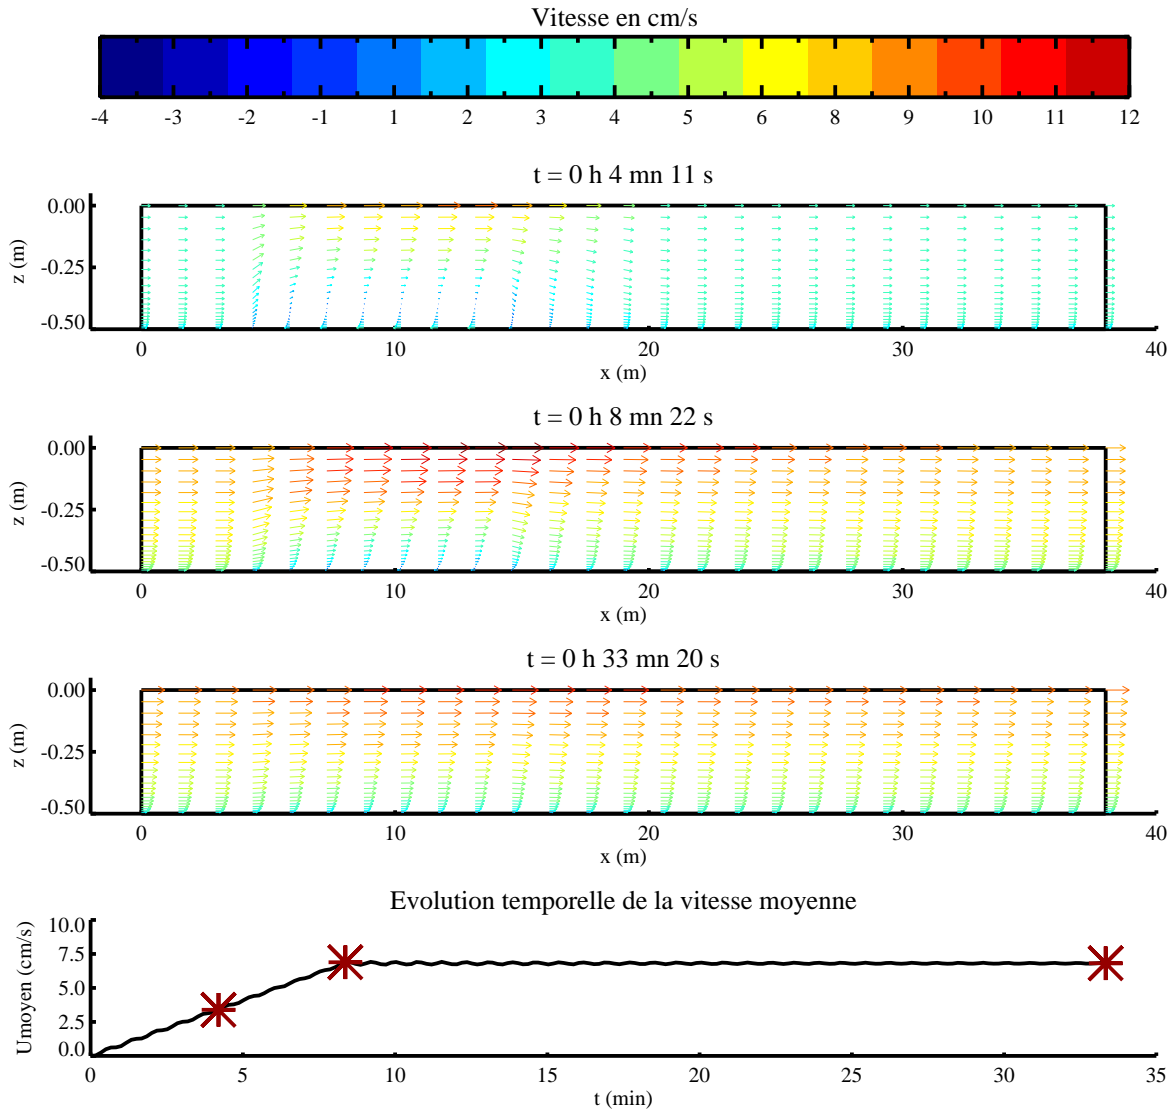 Vitesse en cm/s
-4 -3 -2 -1 1 2 3 4 5 6 8 9 10 11 12
t = 0 h 4 mn 11 s
0.00
-0.25
-0.50
z (m)
0 10 20 30 40
x (m)
t = 0 h 8 mn 22 s
0.00
-0.25
-0.50
z (m)
0 10 20 30 40
x (m)
t = 0 h 33 mn 20 s
0.00
-0.25
-0.50
z (m)
0 10 20 30 40
x (m)
Evolution temporelle de la vitesse moyenne
10.0
7.5
5.0
2.5
0.0
Umoyen (cm/s)
0 5 10 15 20 25 30 35
t (min)